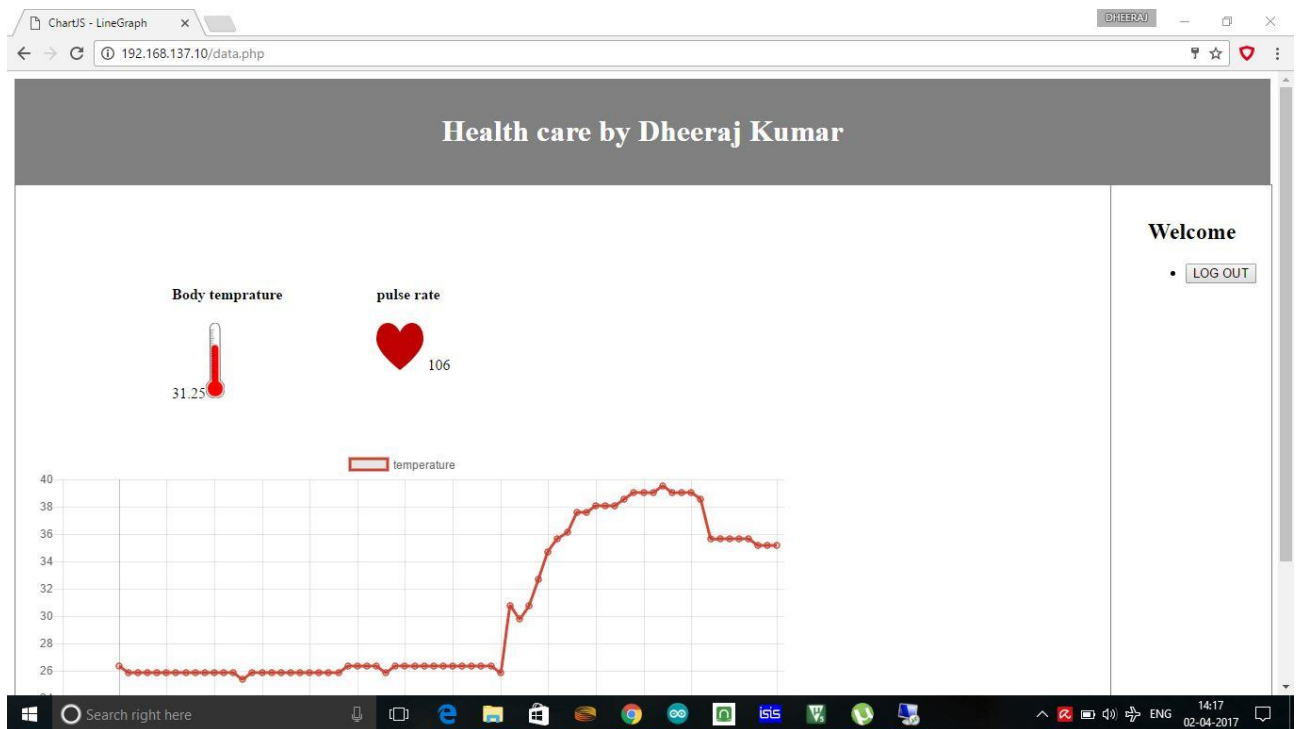 ChartJS - LineGraph
DHEERAJ
192.168.137.10/data.php
Health care by Dheeraj Kumar
Welcome
LOG OUT
Body temprature
pulse rate
106
31.25
temperature
40
38
36
34
32
30
28
26
Search right here
isis
ENG
14:17
02-04-2017